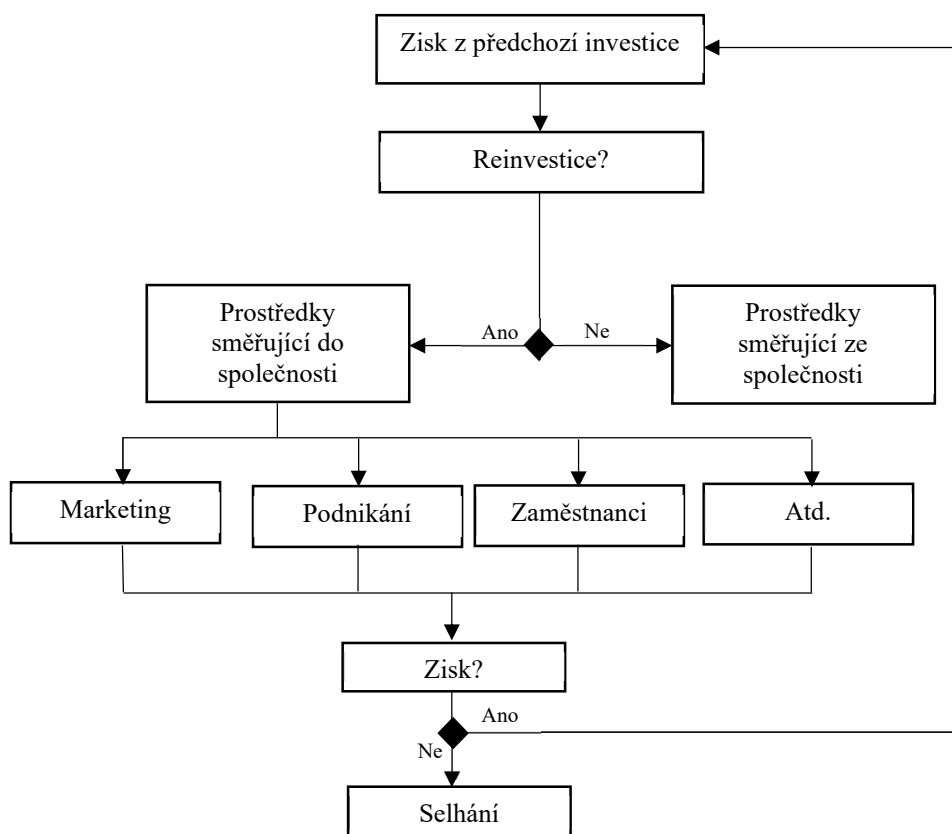 Zisk z předchozí investice
Reinvestice?
Prostředky
směřující do
společnosti
Ano
Ne
Prostředky
směřující ze
společnosti
Marketing
Podnikání
Zaměstnanci
Atd.
Zisk?
Ano
Ne
Selhání